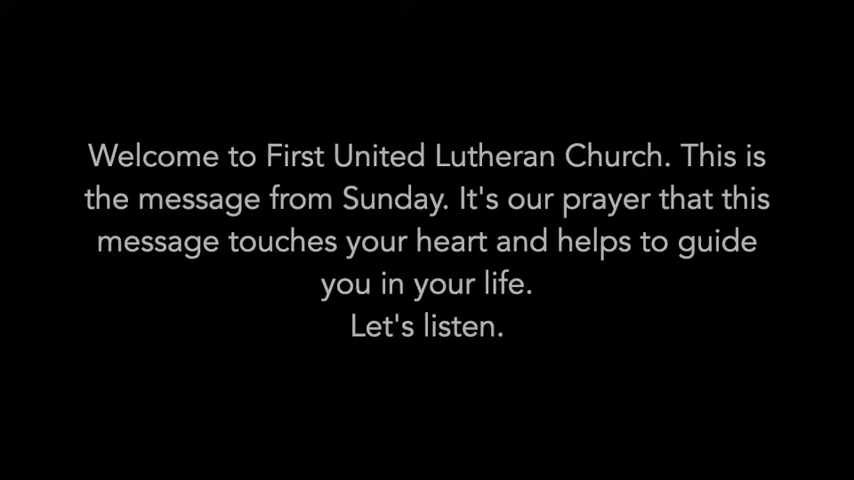 Welcome to First United Lutheran Church. This is
the message from Sunday. It's our prayer that this
message touches your heart and helps to guide
you in your life.
Let's listen.